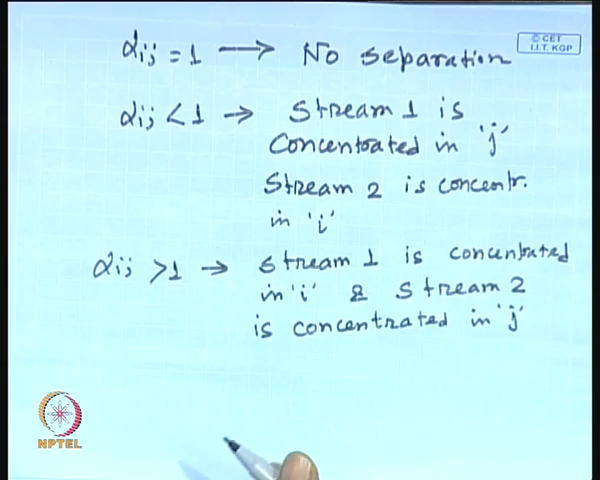 αij = 1 → No separation
© CET
I.I.T. KGP
αij < 1 → Stream 1 is
Concentrated in 'j'
Stream 2 is concentr.
in 'i'
αij > 1 → Stream 1 is concentrated
in 'i' & Stream 2
is concentrated in 'j'
NPTEL